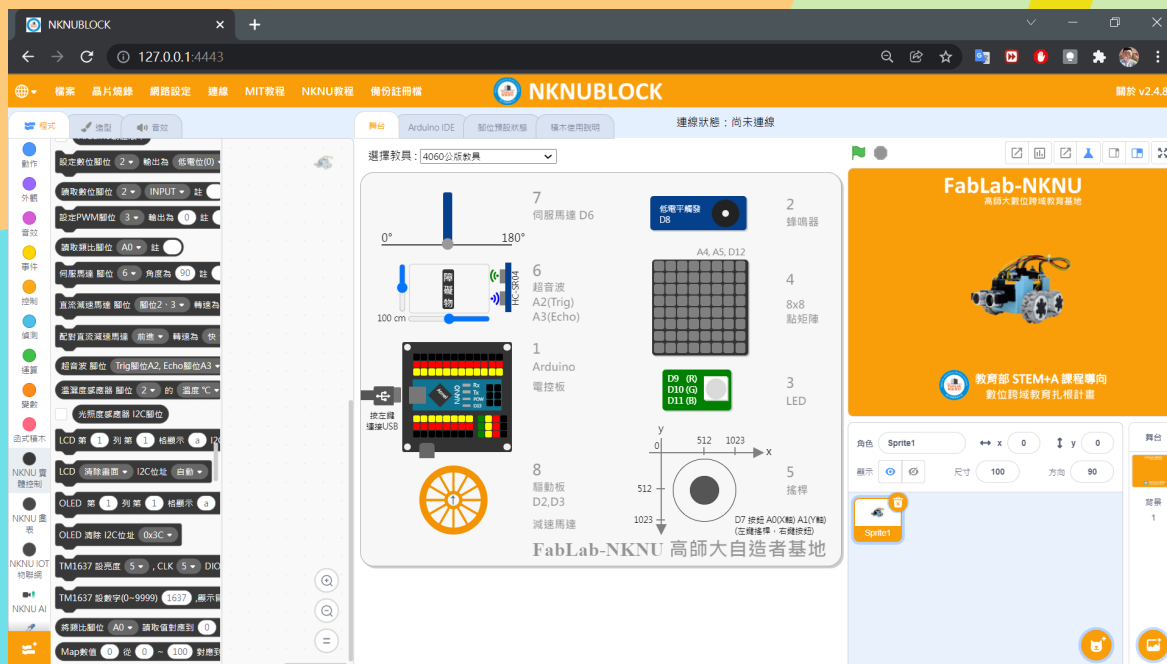 NKNUBLOCK
127.0.0.1:4443
檔案 晶片燒錄 網路設定 連線 MIT教程 NKNU教程 備份註冊檔
NKNUBLOCK
關於 v2.4.8
程式 造型 音效
舞台 Arduino IDE 腳位預設狀態 積木使用說明
連線狀態：尚未連線
動作
外觀
音效
事件
控制
偵測
運算
變數
函式積木
NKNU 實體控制
NKNU 畫表
NKNU IOT 物聯網
NKNU AI
設定數位腳位 2 輸出為 低電位(0)
讀取數位腳位 2 INPUT 註
設定PWM腳位 3 輸出為 0 註
讀取類比腳位 A0 註
伺服馬達 腳位 6 角度為 90 註
直流減速馬達 腳位 腳位2、3 轉速為
配對直流減速馬達 前進 轉速為 快
超音波 腳位 Trig腳位A2, Echo腳位A3
溫濕度感應器 腳位 2 的 溫度 ℃
光照度感應器 I2C腳位
LCD 第 1 列 第 1 格顯示 a I2C
LCD 清除畫面 I2C位址 自動
OLED 第 1 列 第 1 格顯示 a
OLED 清除 I2C位址 0x3C
TM1637 設亮度 5 , CLK 5 DIO
TM1637 設數字(0~9999) 1637 ,顯示
將類比腳位 A0 讀取值對應到 0
Map數值 0 從 0 ~ 100 對應到
選擇教具 : 4060公版教具
0° 180°
7
伺服馬達 D6
障礙物
100 cm
HC-SR04
6
超音波
A2(Trig)
A3(Echo)
按左鍵
連接USB
1
Arduino
電控板
8
驅動板
D2,D3
減速馬達
低電平觸發
D8
2
蜂鳴器
A4, A5, D12
4
8x8
點矩陣
D9 (R)
D10 (G)
D11 (B)
3
LED
y
0 512 1023
x
512
1023
5
搖桿
D7 按鈕 A0(X軸) A1(Y軸)
(左鍵搖桿，右鍵按鈕)
FabLab-NKNU 高師大自造者基地
FabLab-NKNU
高師大數位跨域教育基地
教育部 STEM+A 課程導向
數位跨域教育扎根計畫
角色 Sprite1 x 0 y 0
顯示 尺寸 100 方向 90
Sprite1
舞台
背景
1